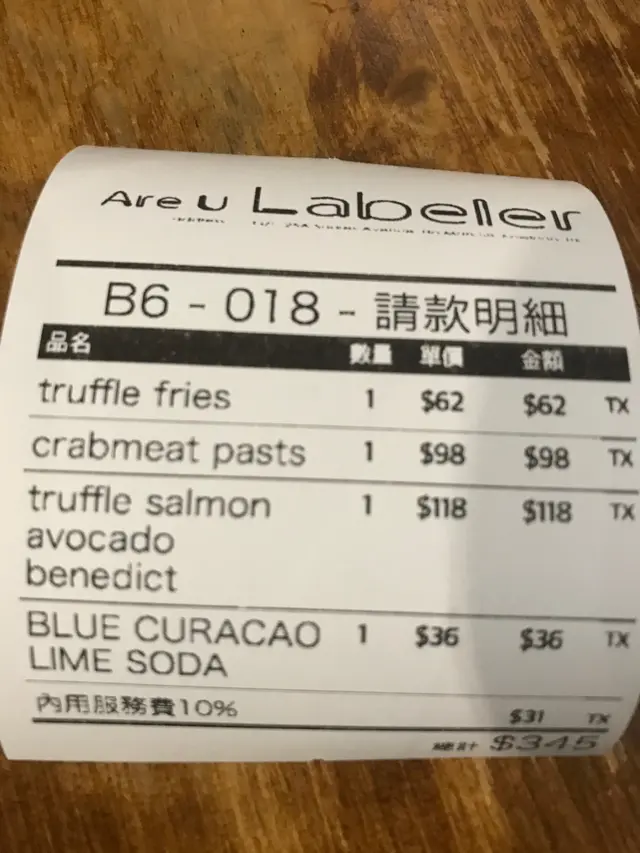 Are U Labeler
B6 - 018 - 請款明細
品名 數量 單價 金額
truffle fries 1 $62 $62 TX
crabmeat pasts 1 $98 $98 TX
truffle salmon 1 $118 $118 TX
avocado
benedict
BLUE CURACAO 1 $36 $36 TX
LIME SODA
內用服務費10% $31 TX
總計 $345